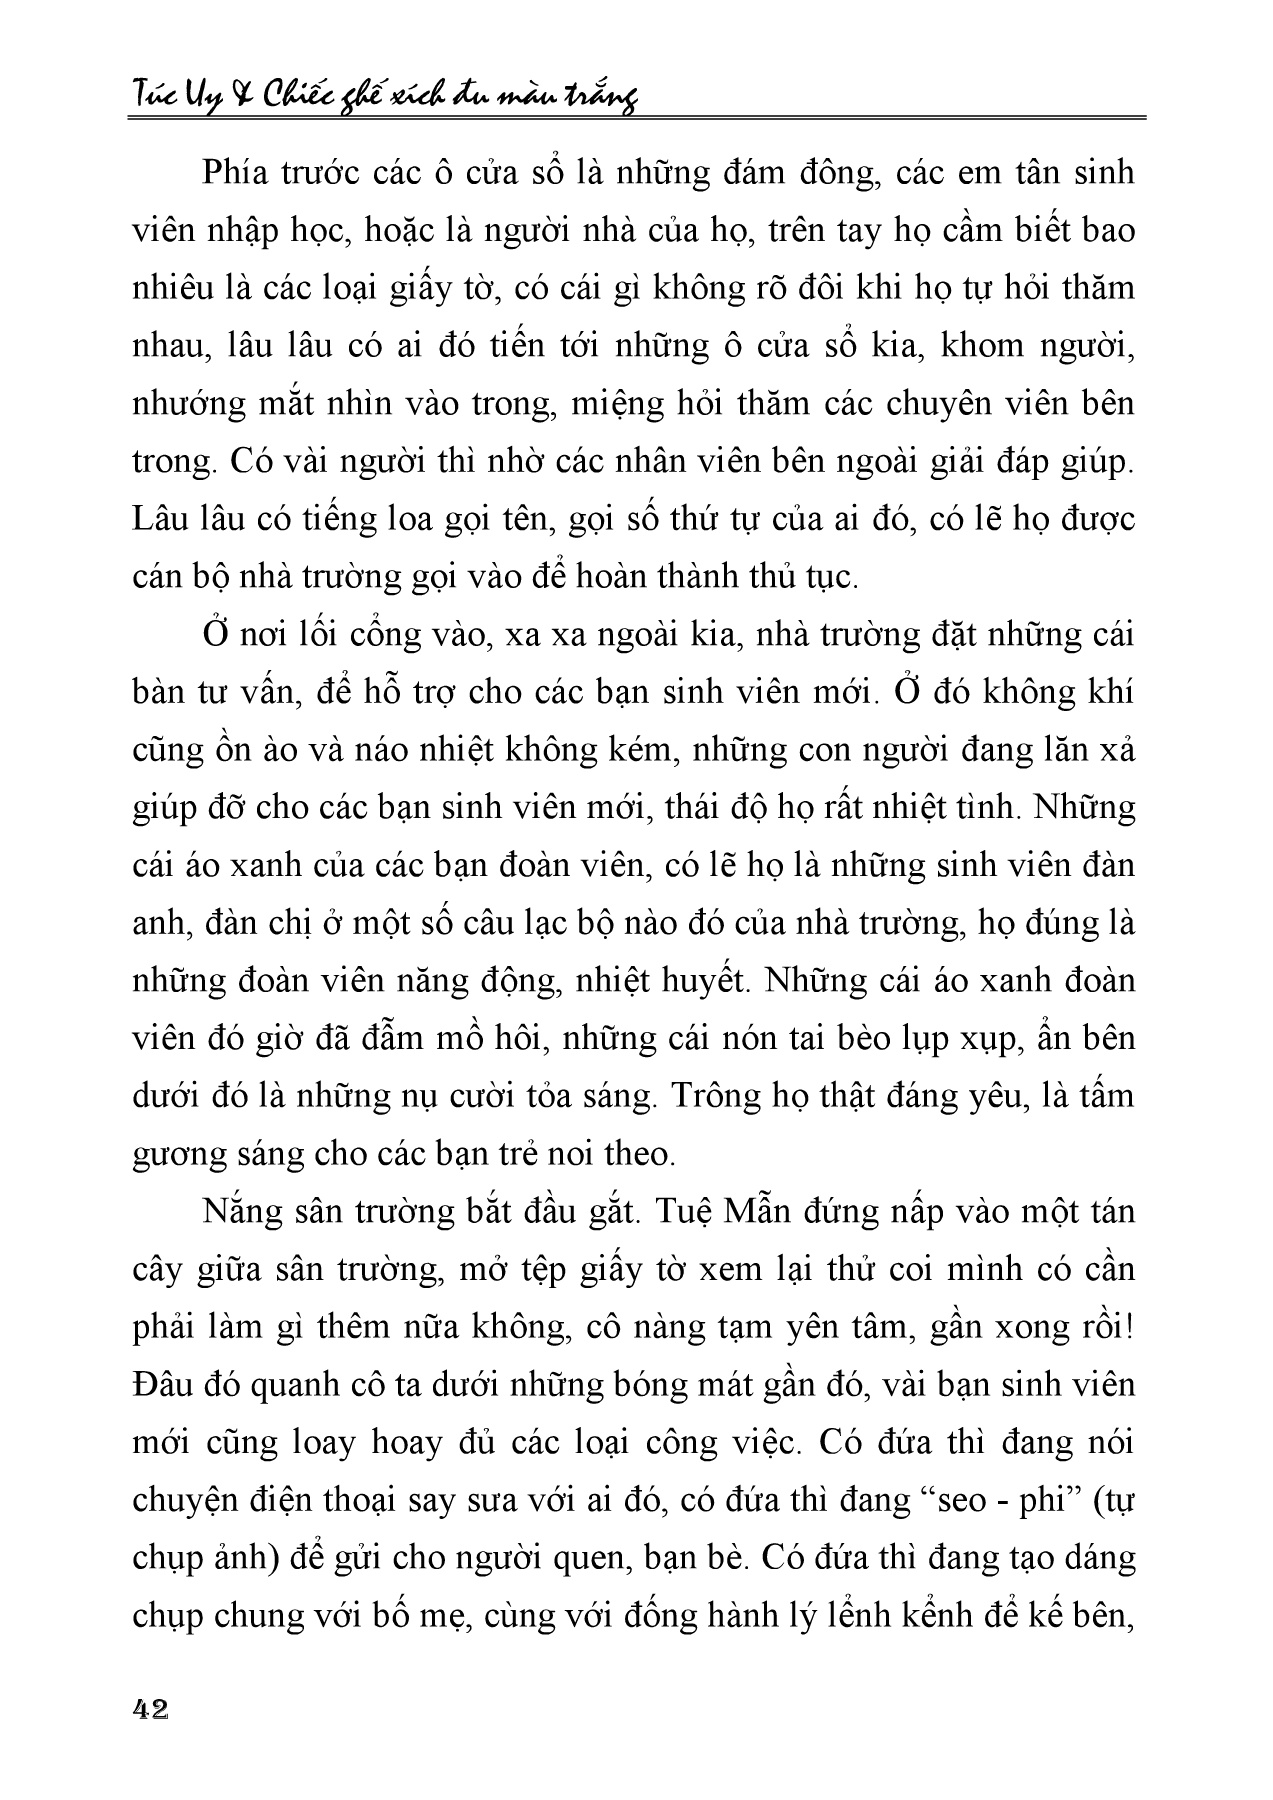 Túc Uy & Chiếc ghế xích đu màu trắng
Phía trước các ô cửa sổ là những đám đông, các em tân sinh
viên nhập học, hoặc là người nhà của họ, trên tay họ cầm biết bao
nhiêu là các loại giấy tờ, có cái gì không rõ đôi khi họ tự hỏi thăm
nhau, lâu lâu có ai đó tiến tới những ô cửa sổ kia, khom người,
nhướng mắt nhìn vào trong, miệng hỏi thăm các chuyên viên bên
trong. Có vài người thì nhờ các nhân viên bên ngoài giải đáp giúp.
Lâu lâu có tiếng loa gọi tên, gọi số thứ tự của ai đó, có lẽ họ được
cán bộ nhà trường gọi vào để hoàn thành thủ tục.
Ở nơi lối cổng vào, xa xa ngoài kia, nhà trường đặt những cái
bàn tư vấn, để hỗ trợ cho các bạn sinh viên mới. Ở đó không khí
cũng ồn ào và náo nhiệt không kém, những con người đang lăn xả
giúp đỡ cho các bạn sinh viên mới, thái độ họ rất nhiệt tình. Những
cái áo xanh của các bạn đoàn viên, có lẽ họ là những sinh viên đàn
anh, đàn chị ở một số câu lạc bộ nào đó của nhà trường, họ đúng là
những đoàn viên năng động, nhiệt huyết. Những cái áo xanh đoàn
viên đó giờ đã đẫm mồ hôi, những cái nón tai bèo lụp xụp, ẩn bên
dưới đó là những nụ cười tỏa sáng. Trông họ thật đáng yêu, là tấm
gương sáng cho các bạn trẻ noi theo.
Nắng sân trường bắt đầu gắt. Tuệ Mẫn đứng nấp vào một tán
cây giữa sân trường, mở tệp giấy tờ xem lại thử coi mình có cần
phải làm gì thêm nữa không, cô nàng tạm yên tâm, gần xong rồi!
Đâu đó quanh cô ta dưới những bóng mát gần đó, vài bạn sinh viên
mới cũng loay hoay đủ các loại công việc. Có đứa thì đang nói
chuyện điện thoại say sưa với ai đó, có đứa thì đang “seo - phi” (tự
chụp ảnh) để gửi cho người quen, bạn bè. Có đứa thì đang tạo dáng
chụp chung với bố mẹ, cùng với đống hành lý lểnh kểnh để kế bên,
42